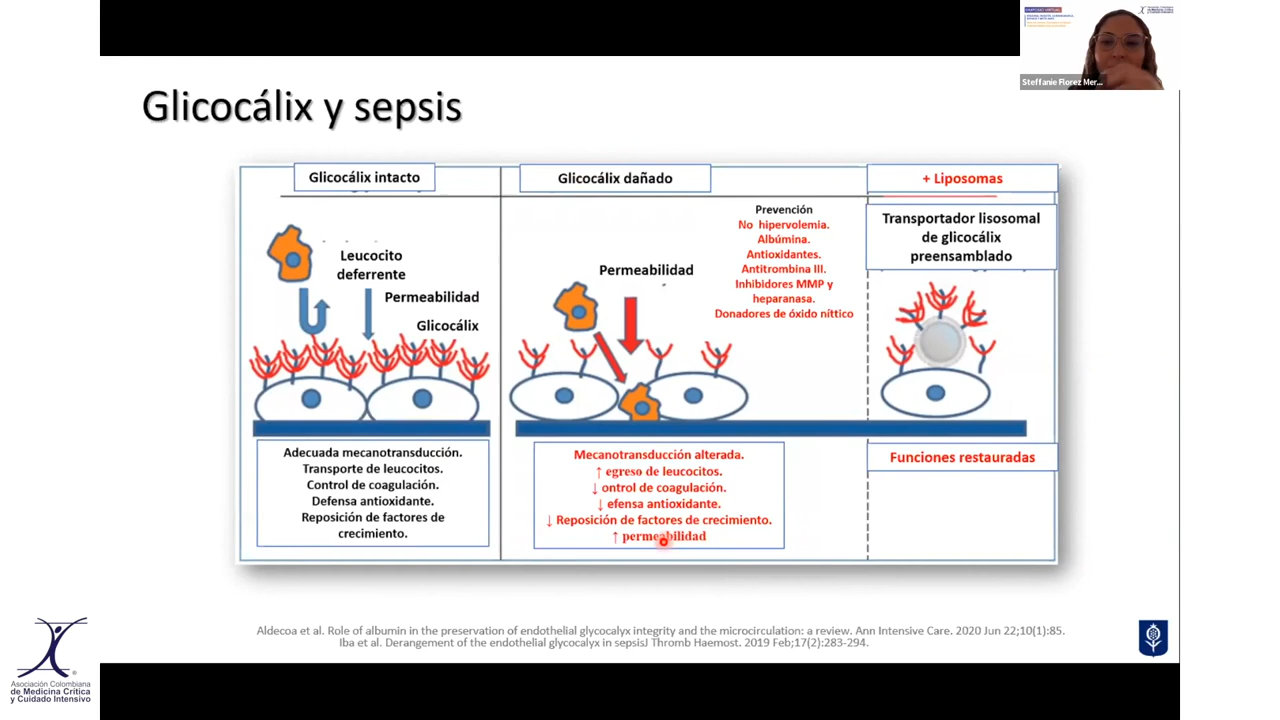 SIMPOSIO VIRTUAL
Steffanie Florez Mer...
Glicocálix y sepsis
Glicocálix intacto
Glicocálix dañado
+ Liposomas
Leucocito
deferrente
Permeabilidad
Glicocálix
Permeabilidad
Prevención
No hipervolemia.
Albúmina.
Antioxidantes.
Antitrombina III.
Inhibidores MMP y
heparanasa.
Donadores de óxido níttico
Transportador lisosomal
de glicocálix
preensamblado
Adecuada mecanotransducción.
Transporte de leucocitos.
Control de coagulación.
Defensa antioxidante.
Reposición de factores de
crecimiento.
Mecanotransducción alterada.
↑ egreso de leucocitos.
↓ ontrol de coagulación.
↓ efensa antioxidante.
↓ Reposición de factores de crecimiento.
↑ permeabilidad
Funciones restauradas
Aldecoa et al. Role of albumin in the preservation of endothelial glycocalyx integrity and the microcirculation: a review. Ann Intensive Care. 2020 Jun 22;10(1):85.
Iba et al. Derangement of the endothelial glycocalyx in sepsisJ Thromb Haemost. 2019 Feb;17(2):283-294.
Asociación Colombiana
de Medicina Crítica
y Cuidado Intensivo